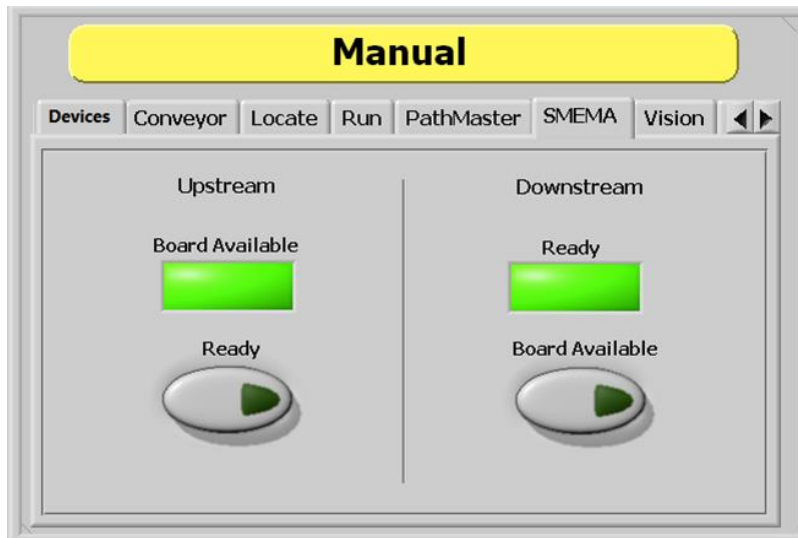 Manual
Devices Conveyor Locate Run PathMaster SMEMA Vision
Upstream
Board Available
Ready
Downstream
Ready
Board Available